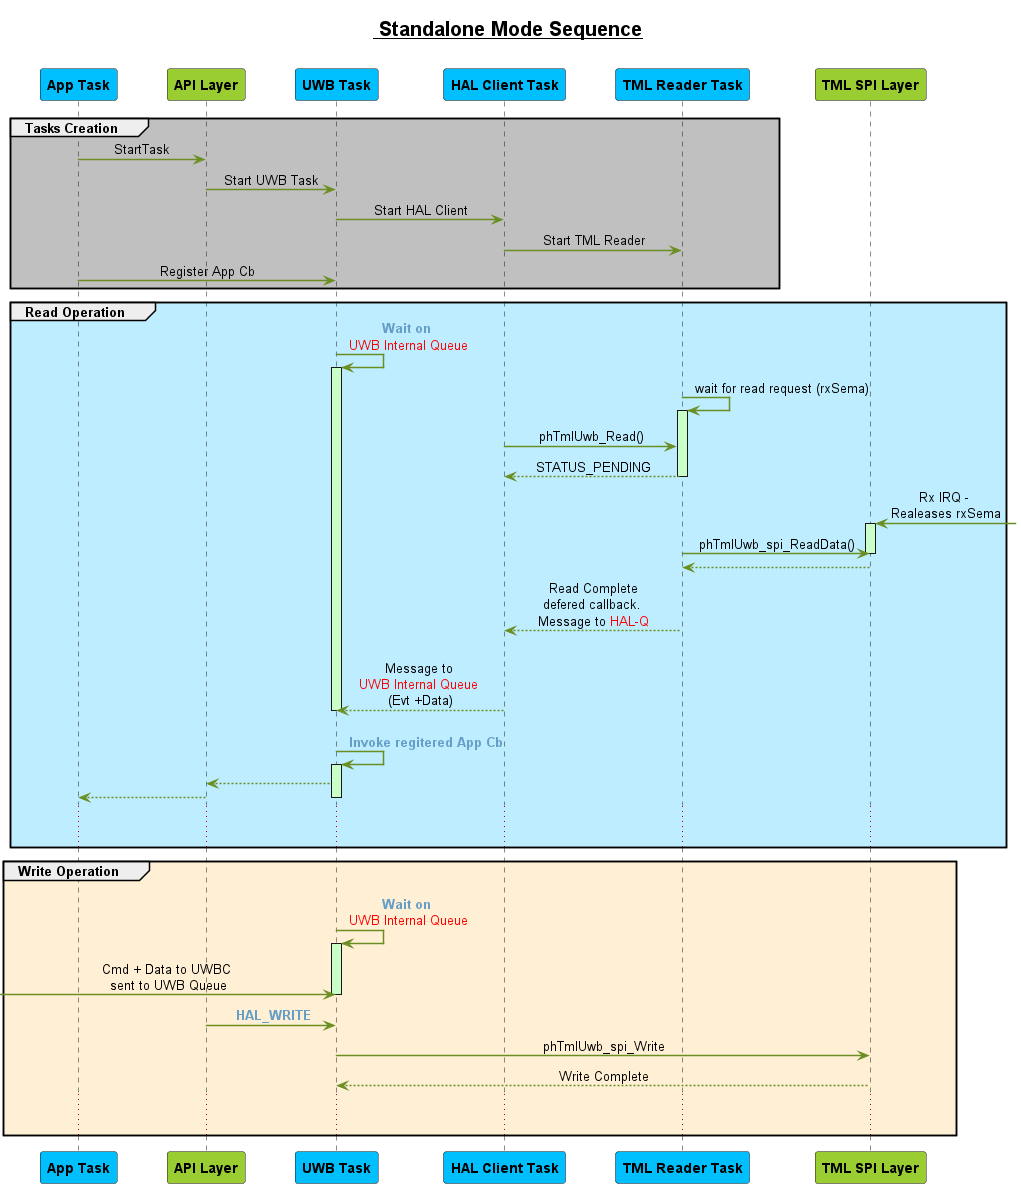 Standalone Mode Sequence
App Task
API Layer
UWB Task
HAL Client Task
TML Reader Task
TML SPI Layer
Tasks Creation
StartTask
Start UWB Task
Start HAL Client
Start TML Reader
Register App Cb
Read Operation
Wait on
UWB Internal Queue
wait for read request (rxSema)
phTmlUwb_Read()
STATUS_PENDING
Rx IRQ -
Realeases rxSema
phTmlUwb_spi_ReadData()
Read Complete
defered callback.
Message to HAL-Q
Message to
UWB Internal Queue
(Evt +Data)
Invoke regitered App Cb
Write Operation
Wait on
UWB Internal Queue
Cmd + Data to UWBC
sent to UWB Queue
HAL_WRITE
phTmlUwb_spi_Write
Write Complete
App Task
API Layer
UWB Task
HAL Client Task
TML Reader Task
TML SPI Layer